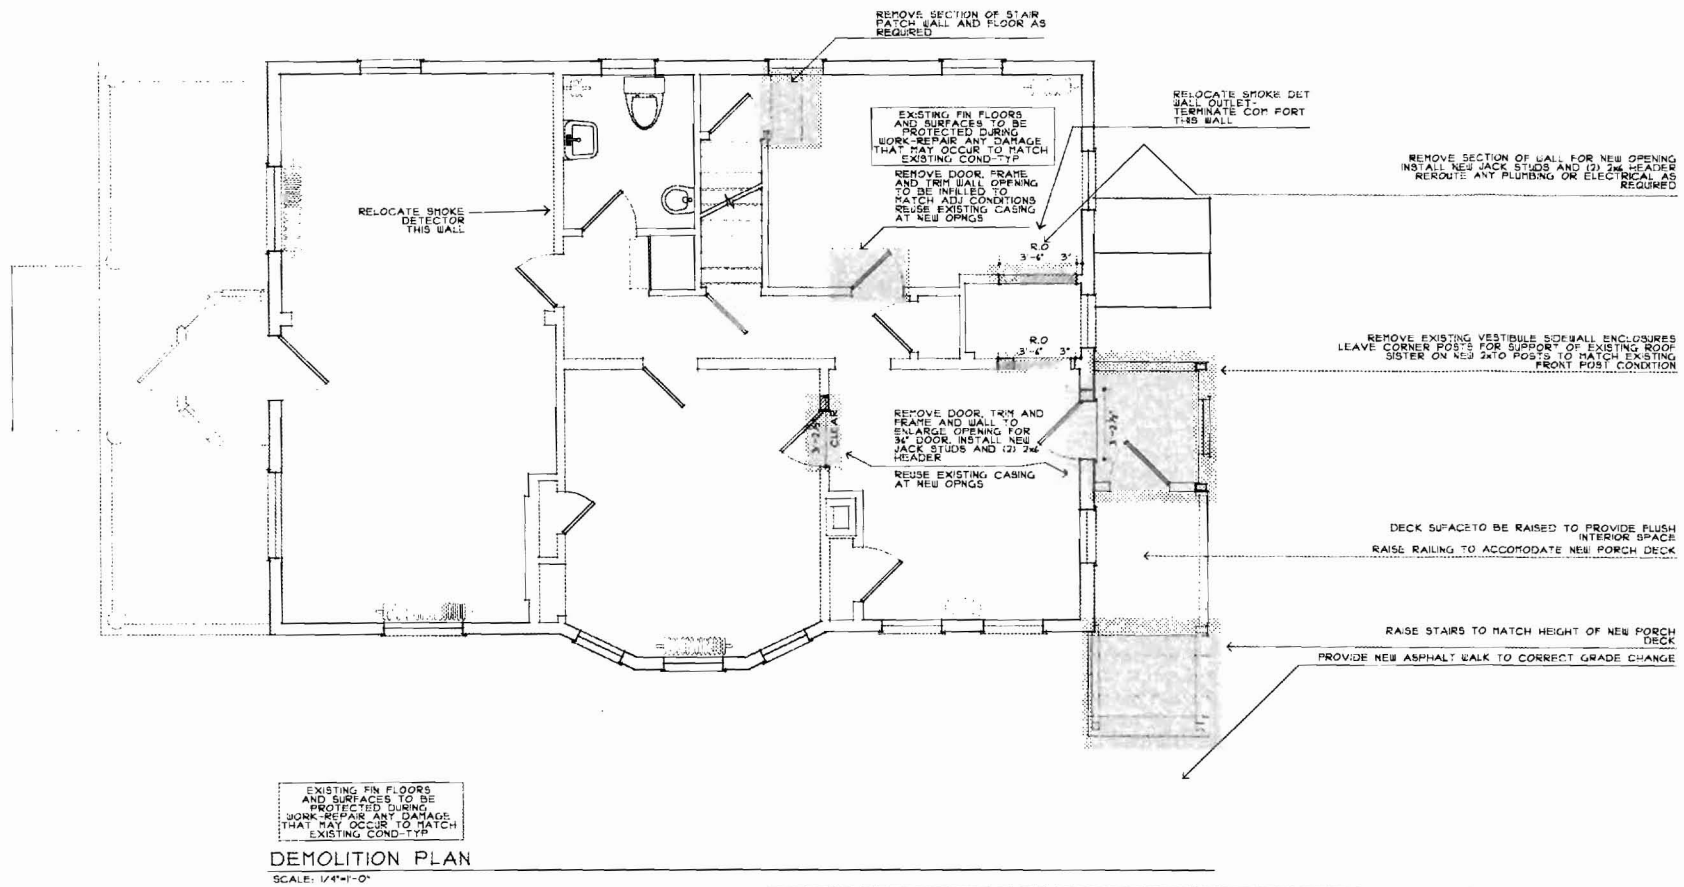 REMOVE SECTION OF STAIR
PATCH WALL AND FLOOR AS
REQUIRED
RELOCATE SMOKE DET
WALL OUTLET-
TERMINATE COM PORT
THIS WALL
EXISTING FIN FLOORS
AND SURFACES TO BE
PROTECTED DURING
WORK-REPAIR ANY DAMAGE
THAT MAY OCCUR TO MATCH
EXISTING COND-TYP
REMOVE SECTION OF WALL FOR NEW OPENING
INSTALL NEW JACK STUDS AND (2) 2x6 HEADER
REROUTE ANY PLUMBING OR ELECTRICAL AS
REQUIRED
REMOVE DOOR, FRAME
AND TRIM WALL OPENING
TO BE INFILLED TO
MATCH ADJ CONDITIONS
REUSE EXISTING CASING
AT NEW OPNGS
RELOCATE SMOKE
DETECTOR
THIS WALL
R.O
3'-6" 3"
R.O
3'-6" 3"
REMOVE EXISTING VESTIBULE SIDEWALL ENCLOSURES
LEAVE CORNER POSTS FOR SUPPORT OF EXISTING ROOF
SISTER ON NEW 2xTO POSTS TO MATCH EXISTING
FRONT POST CONDITION
REMOVE DOOR, TRIM AND
FRAME AND WALL TO
ENLARGE OPENING FOR
36" DOOR, INSTALL NEW
JACK STUDS AND (2) 2x6
HEADER
REUSE EXISTING CASING
AT NEW OPNGS
3'-2½"
CLEAR
3'-2½"
DECK SUFACETO BE RAISED TO PROVIDE FLUSH
INTERIOR SPACE
RAISE RAILING TO ACCOMODATE NEW PORCH DECK
RAISE STAIRS TO MATCH HEIGHT OF NEW PORCH
DECK
PROVIDE NEW ASPHALT WALK TO CORRECT GRADE CHANGE
EXISTING FIN FLOORS
AND SURFACES TO BE
PROTECTED DURING
WORK-REPAIR ANY DAMAGE
THAT MAY OCCUR TO MATCH
EXISTING COND-TYP
DEMOLITION PLAN
SCALE: 1/4"=1'-0"